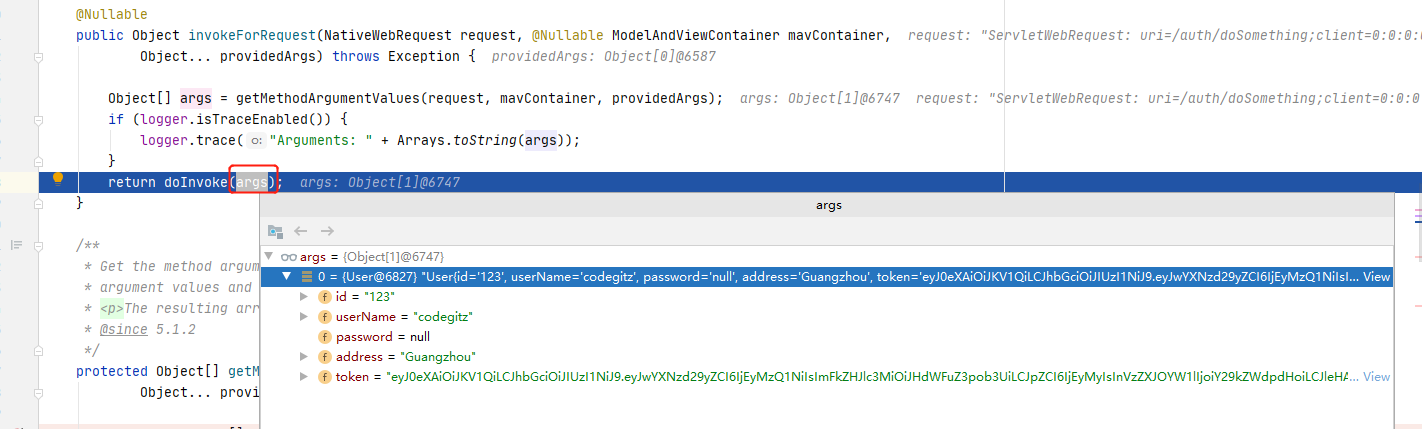 @Nullable
public Object invokeForRequest(NativeWebRequest request, @Nullable ModelAndViewContainer mavContainer, request: "ServletWebRequest: uri=/auth/doSomething;client=0:0:0:0
Object... providedArgs) throws Exception { providedArgs: Object[0]@6587
Object[] args = getMethodArgumentValues(request, mavContainer, providedArgs); args: Object[1]@6747 request: "ServletWebRequest: uri=/auth/doSomething;client=0:0:0
if (logger.isTraceEnabled()) {
logger.trace( o: "Arguments: " + Arrays.toString(args));
}
return doInvoke(args); args: Object[1]@6747
}
args
/**
* Get the method argum
* argument values and
* <p>The resulting arr
* @since 5.1.2
*/
protected Object[] getM
Object... provi
args = {Object[1]@6747}
0 = {User@6827} "User{id='123', userName='codegitz', password='null', address='Guangzhou', token='eyJ0eXAiOiJKV1QiLCJhbGciOiJIUzI1NiJ9.eyJwYXNzd29yZCI6IjEyMzQ1NiIsI... View
f id = "123"
f userName = "codegitz"
f password = null
f address = "Guangzhou"
f token = "eyJ0eXAiOiJKV1QiLCJhbGciOiJIUzI1NiJ9.eyJwYXNzd29yZCI6IjEyMzQ1NiIsImFkZHJlc3MiOiJHdWFuZ3pob3UiLCJpZCI6IjEyMyIsInVzZXJOYW1lIjoiY29kZWdpdHoiLCJleHA... View